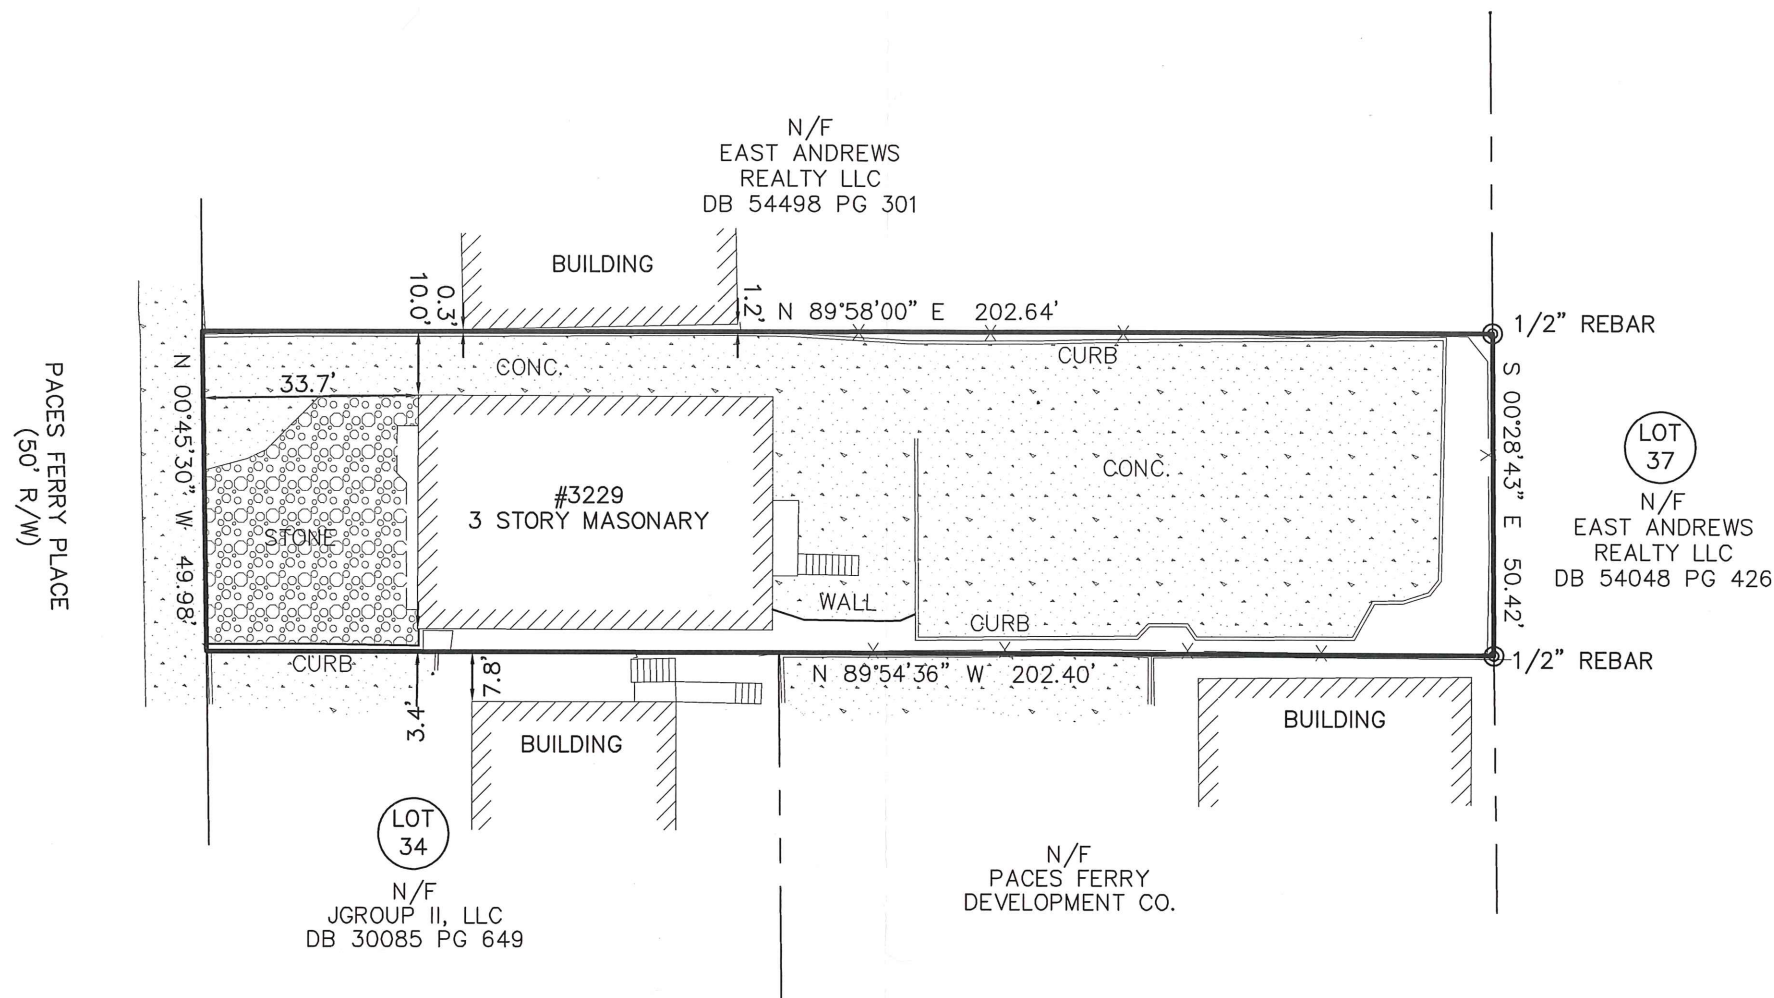 N/F
EAST ANDREWS
REALTY LLC
DB 54498 PG 301
BUILDING
10.0'
0.3'
1.2'
N 89°58'00" E 202.64'
1/2" REBAR
CURB
CONC.
33.7'
PACES FERRY PLACE
(50' R/W)
N 00°45'30" W 49.98'
STONE
#3229
3 STORY MASONARY
CONC.
S 00°28'43" E 50.42'
LOT
37
N/F
EAST ANDREWS
REALTY LLC
DB 54048 PG 426
WALL
CURB
CURB
N 89°54'36" W 202.40'
1/2" REBAR
7.8'
3.4'
BUILDING
BUILDING
LOT
34
N/F
JGROUP II, LLC
DB 30085 PG 649
N/F
PACES FERRY
DEVELOPMENT CO.